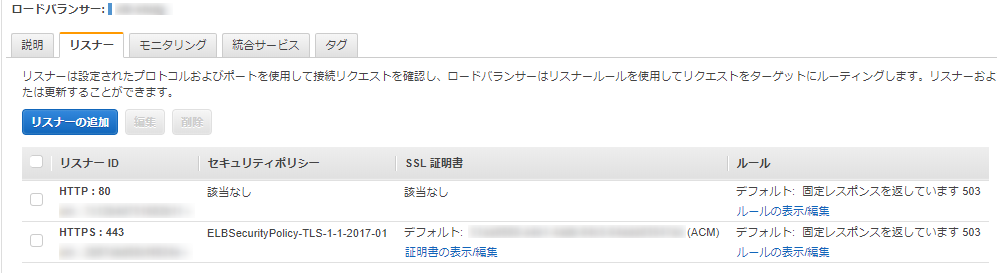 ロードバランサー:
説明
リスナー
モニタリング
統合サービス
タグ
リスナーは設定されたプロトコルおよびポートを使用して接続リクエストを確認し、ロードバランサーはリスナールールを使用してリクエストをターゲットにルーティングします。リスナーおよ
たは更新することができます。
リスナーの追加
編集
削除
リスナー ID
セキュリティポリシー
SSL 証明書
ルール
HTTP : 80
該当なし
該当なし
デフォルト: 固定レスポンスを返しています 503
ルールの表示/編集
HTTPS : 443
ELBSecurityPolicy-TLS-1-1-2017-01
デフォルト: (ACM)
デフォルト: 固定レスポンスを返しています 503
証明書の表示/編集
ルールの表示/編集